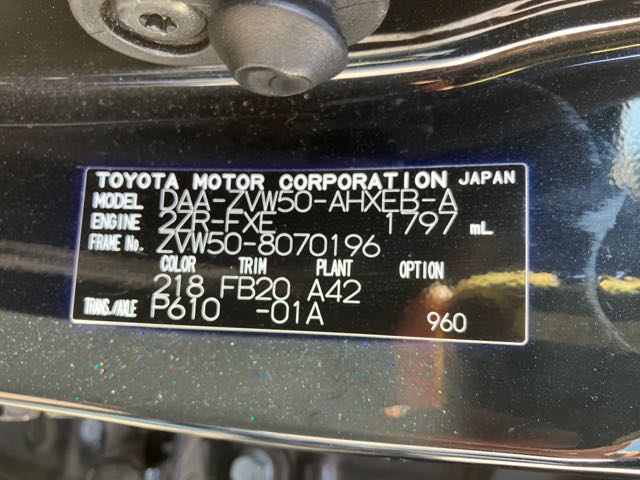 TOYOTA MOTOR CORPORATION JAPAN
MODEL DAA-ZVW50-AHXEB-A
ENGINE 2ZR-FXE 1797 mL
FRAME No. ZVW50-8070196
COLOR TRIM PLANT OPTION
218 FB20 A42
TRANS./AXLE P610 -01A 960